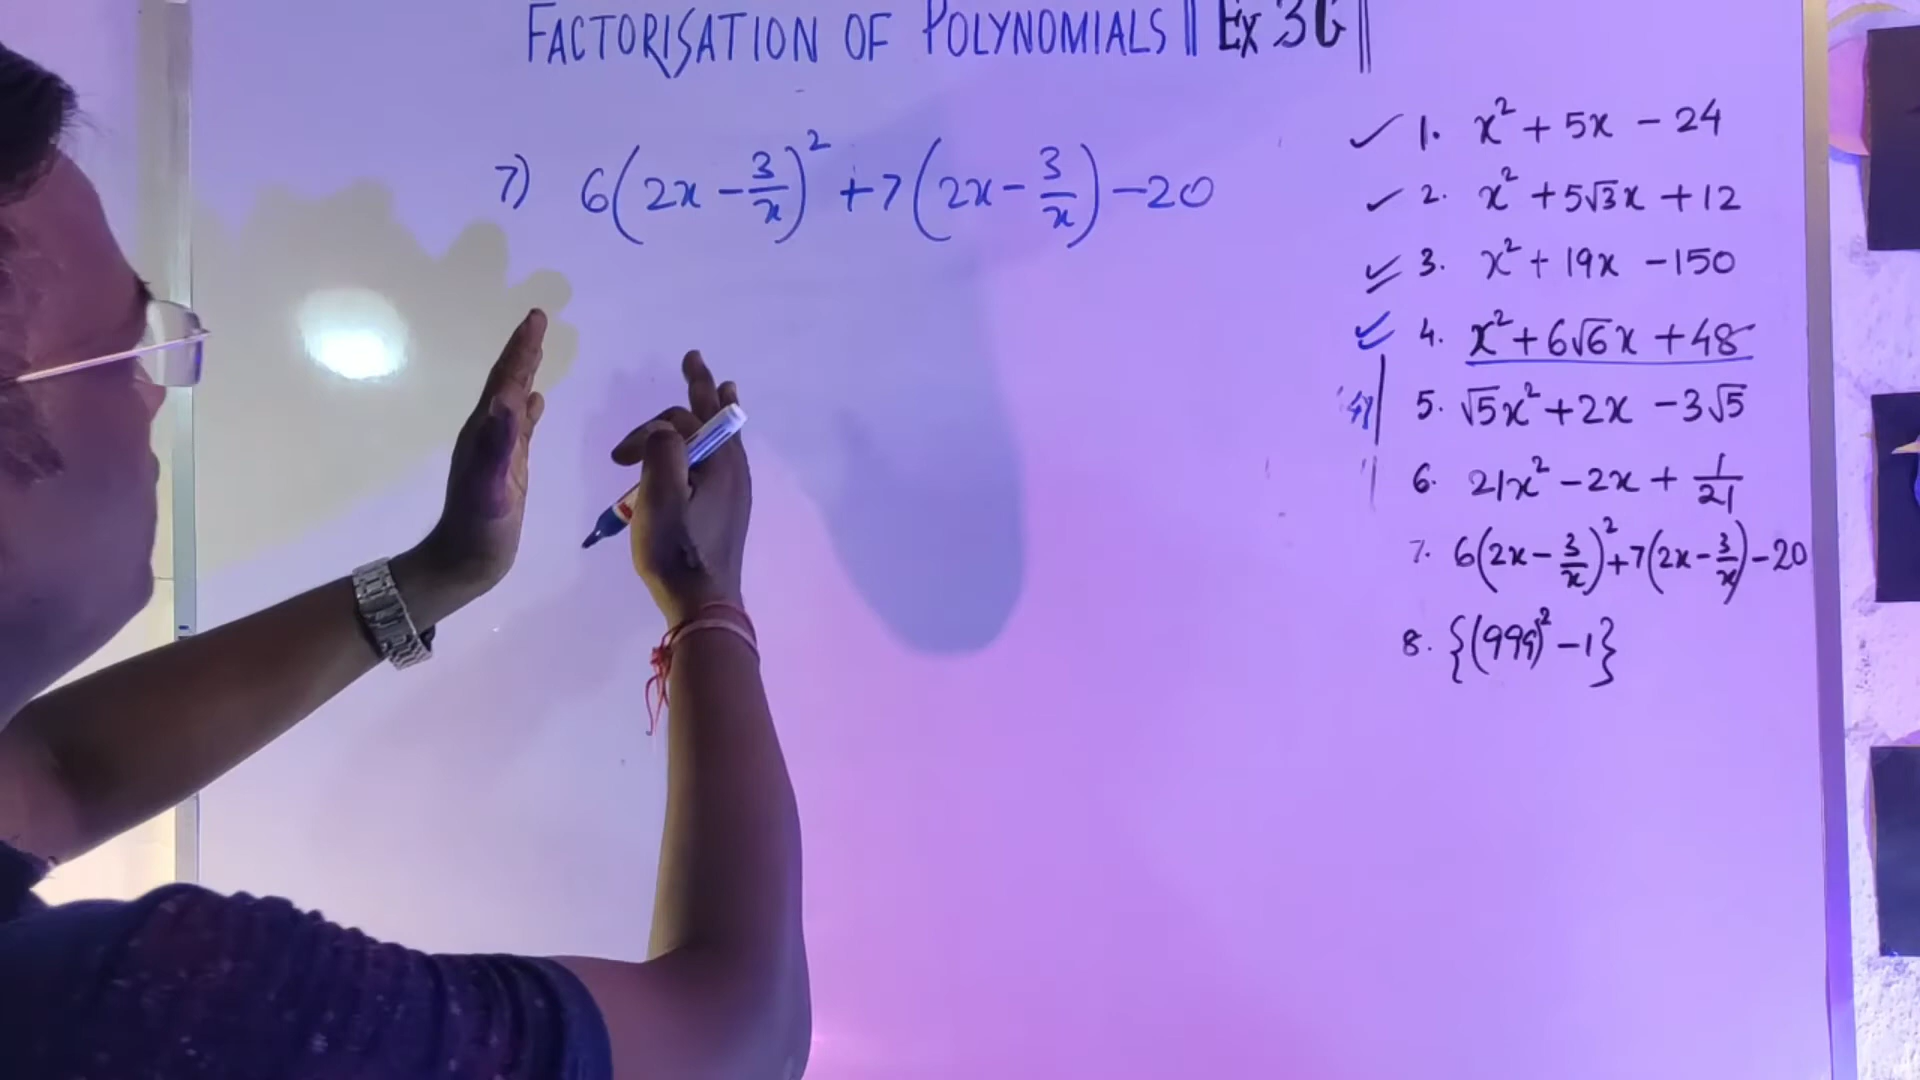 FACTORISATION OF POLYNOMIALS || Ex 3G ||
7) 6(2x - 3/x)² + 7(2x - 3/x) - 20
✓ 1. x² + 5x - 24
✓ 2. x² + 5√3x + 12
✓ 3. x² + 19x - 150
✓ 4. x² + 6√6x + 48
5. √5x² + 2x - 3√5
6. 21x² - 2x + 1/21
7. 6(2x - 3/x)² + 7(2x - 3/x) - 20
8. {(999)² - 1}